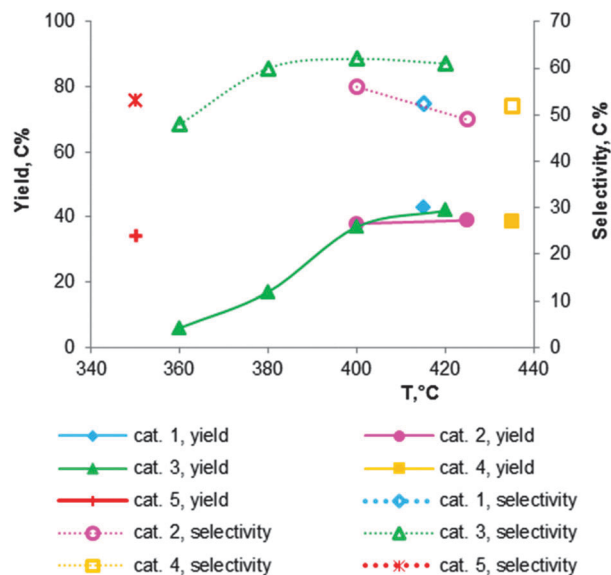 Yield, C%
100
80
60
40
20
0
Selectivity, C %
70
60
50
40
30
20
10
0
340
360
380
400
420
440
T,°C
cat. 1, yield
cat. 2, yield
cat. 3, yield
cat. 4, yield
cat. 5, yield
cat. 1, selectivity
cat. 2, selectivity
cat. 3, selectivity
cat. 4, selectivity
cat. 5, selectivity